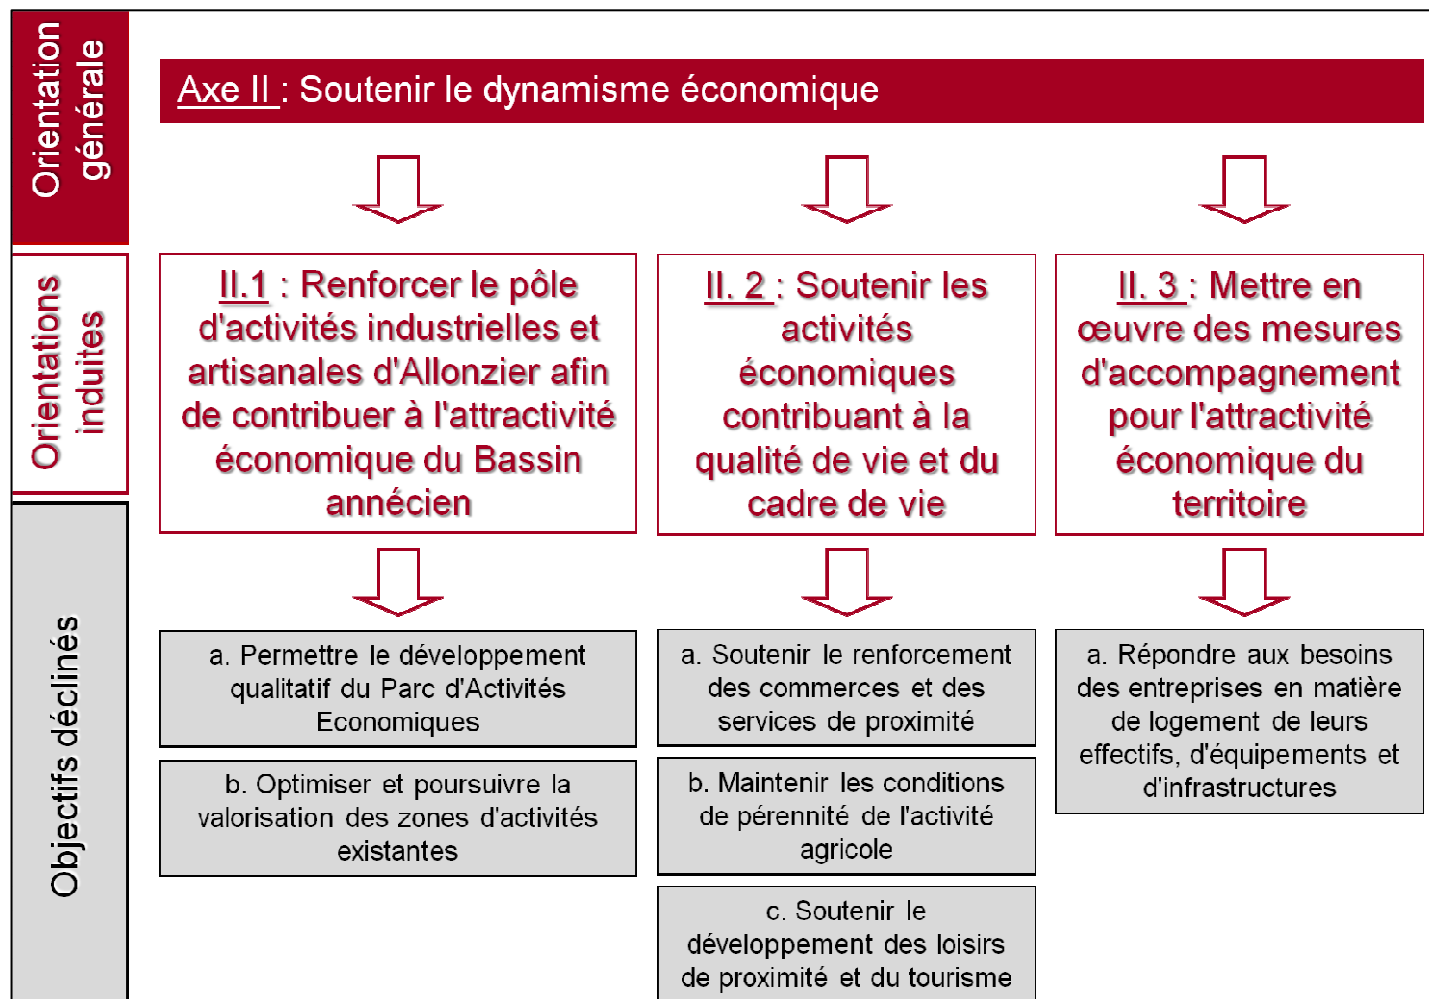 Orientation
générale
Axe II : Soutenir le dynamisme économique
Orientations
induites
II.1 : Renforcer le pôle
d'activités industrielles et
artisanales d'Allonzier afin
de contribuer à l'attractivité
économique du Bassin
annécien
II. 2 : Soutenir les
activités
économiques
contribuant à la
qualité de vie et du
cadre de vie
II. 3 : Mettre en
œuvre des mesures
d'accompagnement
pour l'attractivité
économique du
territoire
Objectifs déclinés
a. Permettre le développement
qualitatif du Parc d'Activités
Economiques
b. Optimiser et poursuivre la
valorisation des zones d'activités
existantes
a. Soutenir le renforcement
des commerces et des
services de proximité
b. Maintenir les conditions
de pérennité de l'activité
agricole
c. Soutenir le
développement des loisirs
de proximité et du tourisme
a. Répondre aux besoins
des entreprises en matière
de logement de leurs
effectifs, d'équipements et
d'infrastructures